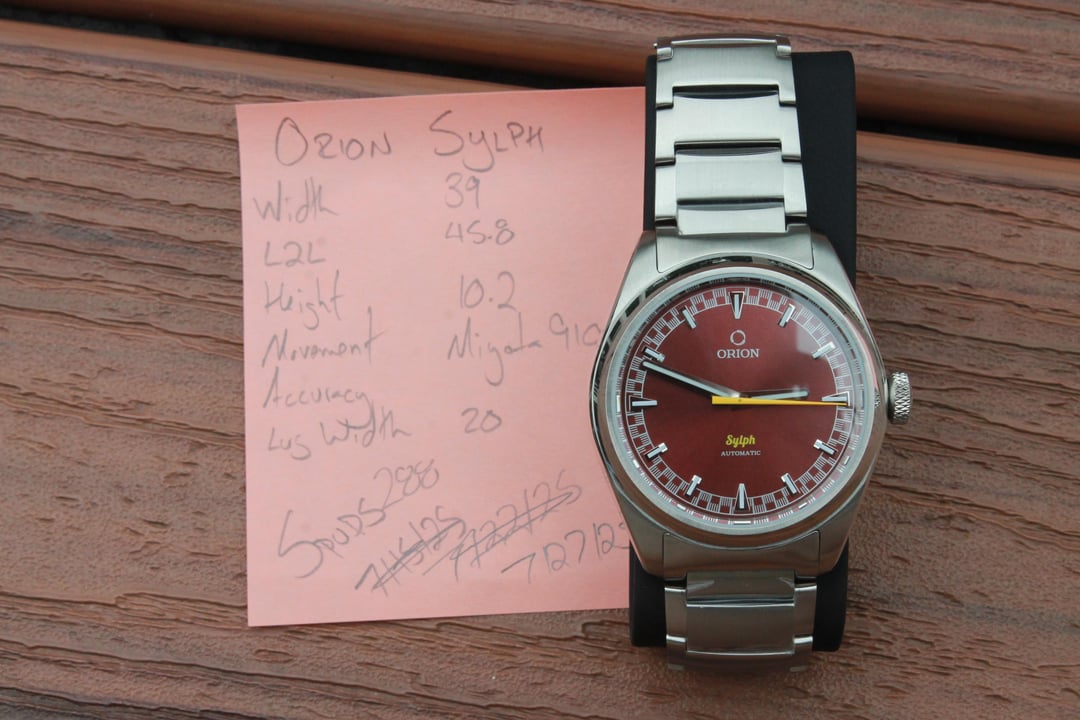 ORION SYLPH
Width 39
L2L 45.8
Height 10.2
Movement Miyota 910
Accuracy
Lug Width 20
Spuds288
7/27/25
ORION
Sylph
AUTOMATIC